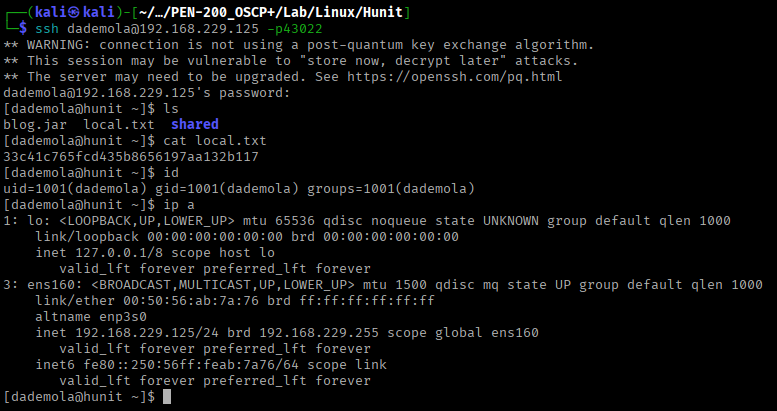 ┌──(kali㉿kali)-[~/…/PEN-200_OSCP+/Lab/Linux/Hunit]
└─$ ssh dademola@192.168.229.125 -p43022
** WARNING: connection is not using a post-quantum key exchange algorithm.
** This session may be vulnerable to "store now, decrypt later" attacks.
** The server may need to be upgraded. See https://openssh.com/pq.html
dademola@192.168.229.125's password:
[dademola@hunit ~]$ ls
blog.jar  local.txt  shared
[dademola@hunit ~]$ cat local.txt
33c41c765fcd435b8656197aa132b117
[dademola@hunit ~]$ id
uid=1001(dademola) gid=1001(dademola) groups=1001(dademola)
[dademola@hunit ~]$ ip a
1: lo: <LOOPBACK,UP,LOWER_UP> mtu 65536 qdisc noqueue state UNKNOWN group default qlen 1000
    link/loopback 00:00:00:00:00:00 brd 00:00:00:00:00:00
    inet 127.0.0.1/8 scope host lo
       valid_lft forever preferred_lft forever
3: ens160: <BROADCAST,MULTICAST,UP,LOWER_UP> mtu 1500 qdisc mq state UP group default qlen 1000
    link/ether 00:50:56:ab:7a:76 brd ff:ff:ff:ff:ff:ff
    altname enp3s0
    inet 192.168.229.125/24 brd 192.168.229.255 scope global ens160
       valid_lft forever preferred_lft forever
    inet6 fe80::250:56ff:feab:7a76/64 scope link
       valid_lft forever preferred_lft forever
[dademola@hunit ~]$